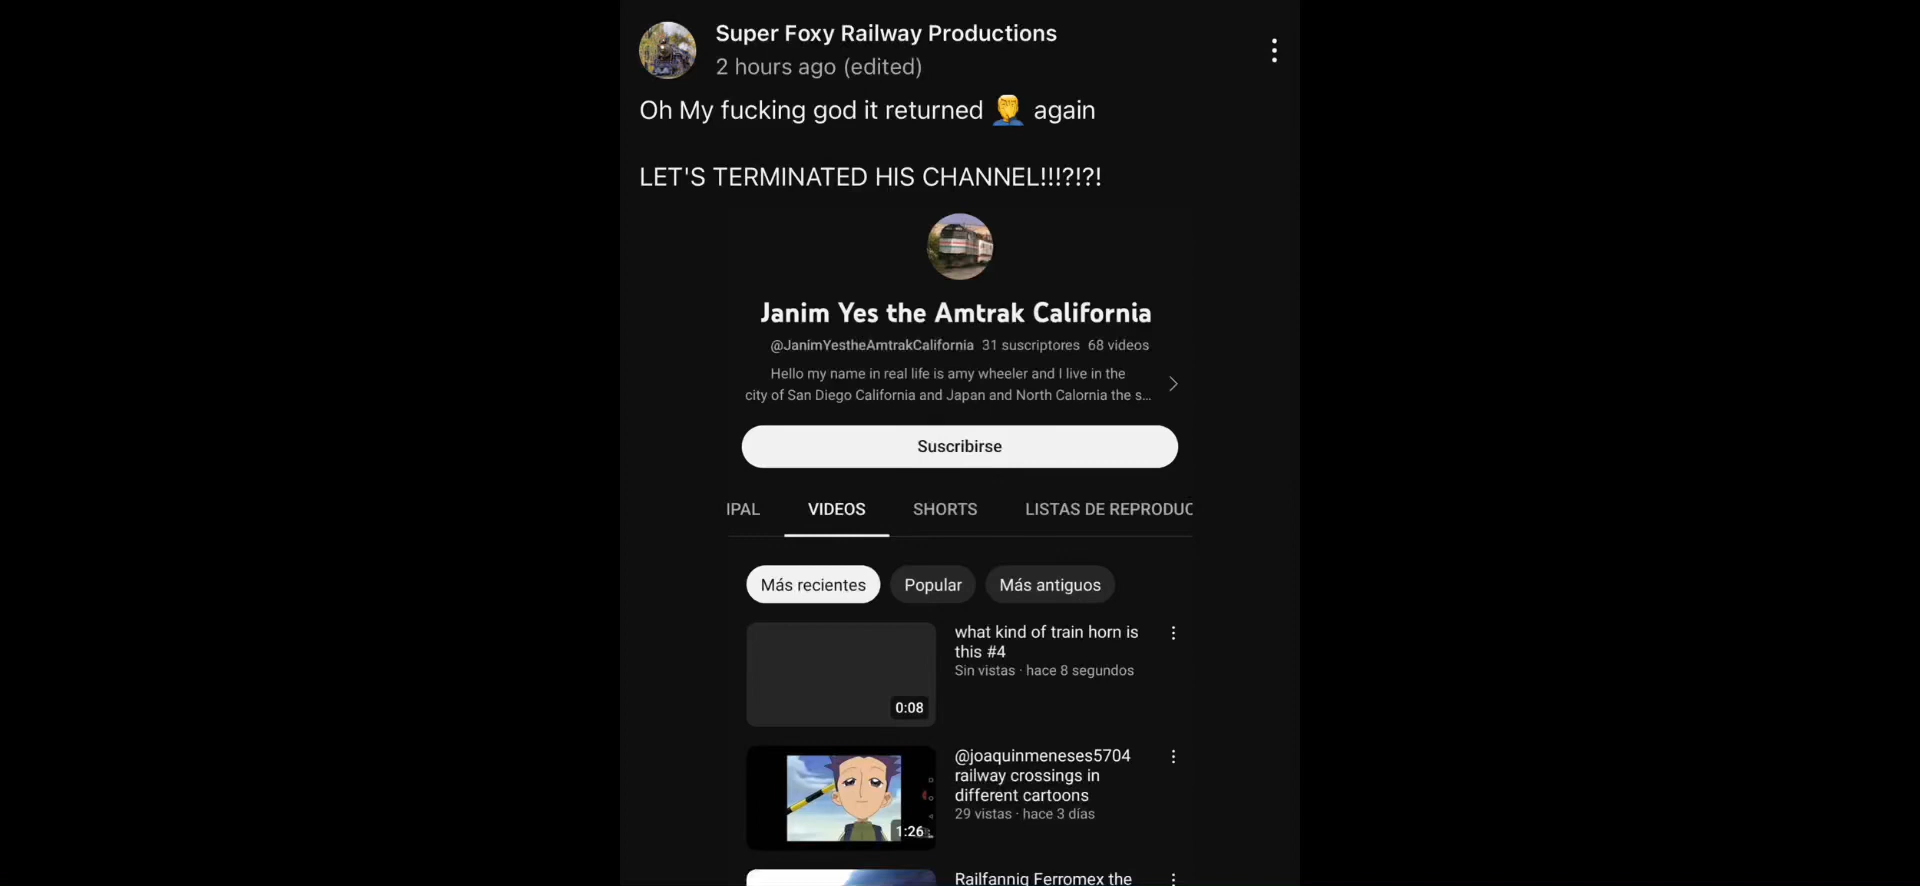 Super Foxy Railway Productions
2 hours ago (edited)
Oh My fucking god it returned 🤦‍♂️ again
LET'S TERMINATED HIS CHANNEL!!!?!?!
Janim Yes the Amtrak California
@JanimYestheAmtrakCalifornia 31 suscriptores 68 videos
Hello my name in real life is amy wheeler and I live in the
city of San Diego California and Japan and North Calornia the s...
Suscribirse
IPAL VIDEOS SHORTS LISTAS DE REPRODUC
Más recientes Popular Más antiguos
what kind of train horn is
this #4
Sin vistas · hace 8 segundos
0:08
@joaquinmeneses5704
railway crossings in
different cartoons
29 vistas · hace 3 días
1:26
Railfannig Ferromex the